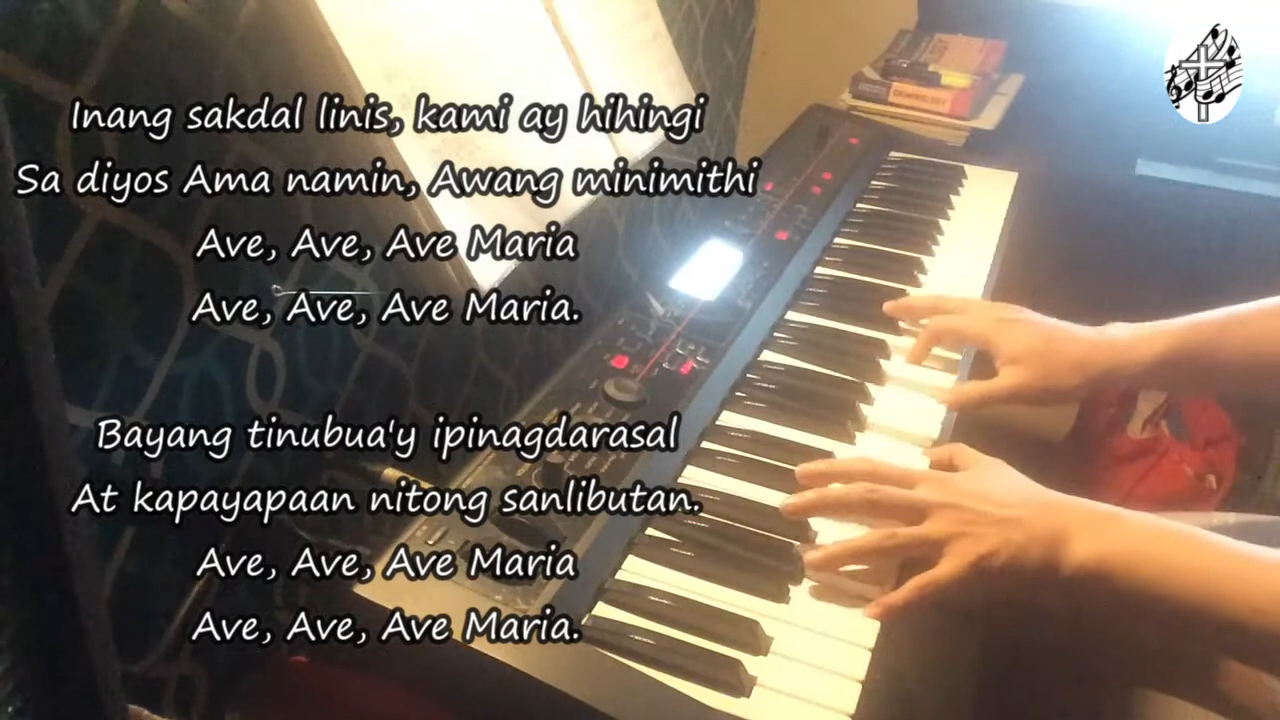 Inang sakdal linis, kami ay hihingi
Sa diyos Ama namin, Awang minimithi
Ave, Ave, Ave Maria
Ave, Ave, Ave Maria.
Bayang tinubua'y ipinagdarasal
At kapayapaan nitong sanlibutan.
Ave, Ave, Ave Maria
Ave, Ave, Ave Maria.